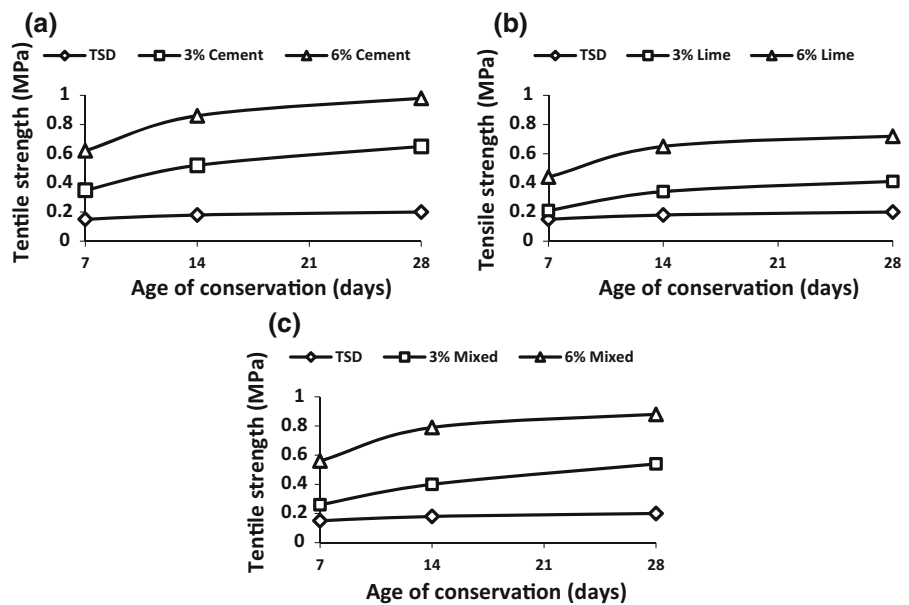 (a)
TSD 3% Cement 6% Cement
Tentile strength (MPa)
1
0.8
0.6
0.4
0.2
0
7 14 21 28
Age of conservation (days)
(b)
TSD 3% Lime 6% Lime
Tensile strength (MPa)
1
0.8
0.6
0.4
0.2
0
7 14 21 28
Age of conservation (days)
(c)
TSD 3% Mixed 6% Mixed
Tentile strength (MPa)
1
0.8
0.6
0.4
0.2
0
7 14 21 28
Age of conservation (days)